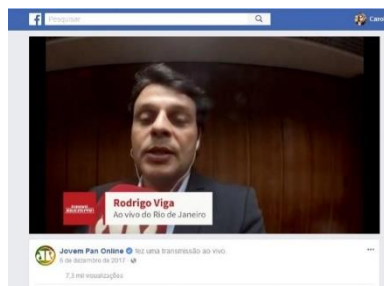 Pesquisar
Rodrigo Viga
Ao vivo do Rio de Janeiro
Jovem Pan Online fez uma transmissão ao vivo.
6 de dezembro de 2017
7,3 mil visualizações